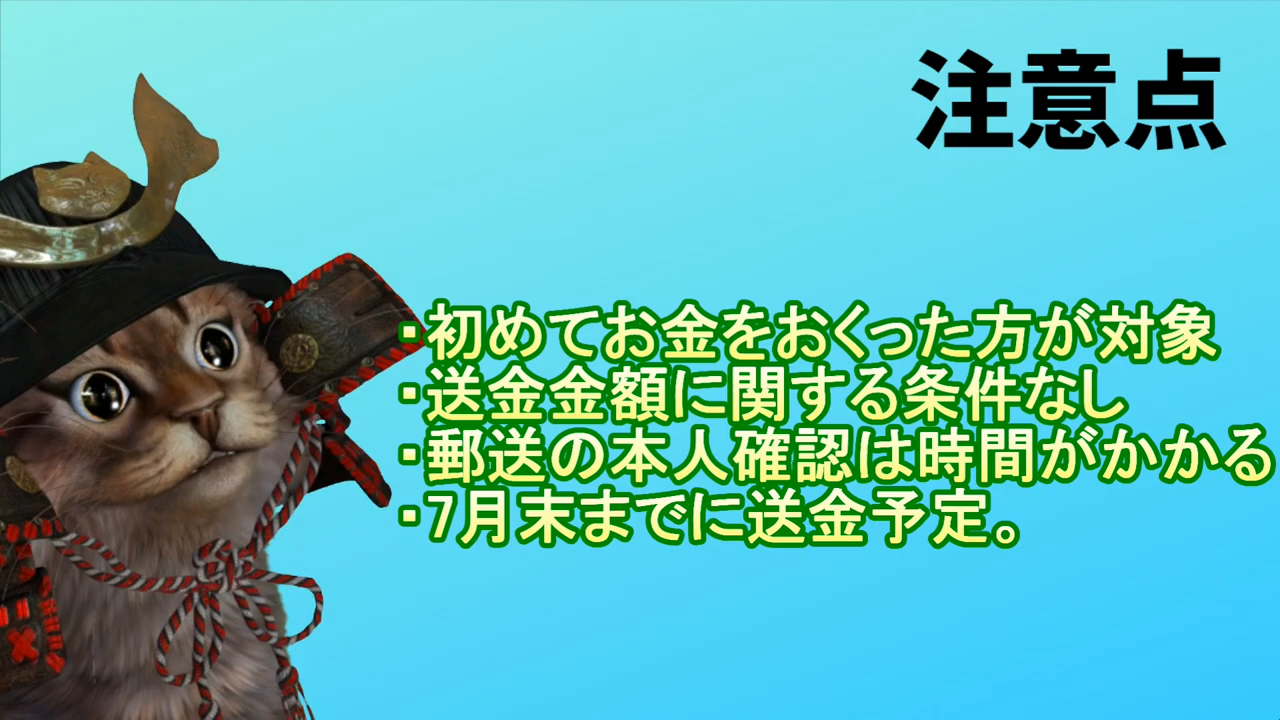 注意点
・初めてお金をおくった方が対象
・送金金額に関する条件なし
・郵送の本人確認は時間がかかる
・7月末までに送金予定。